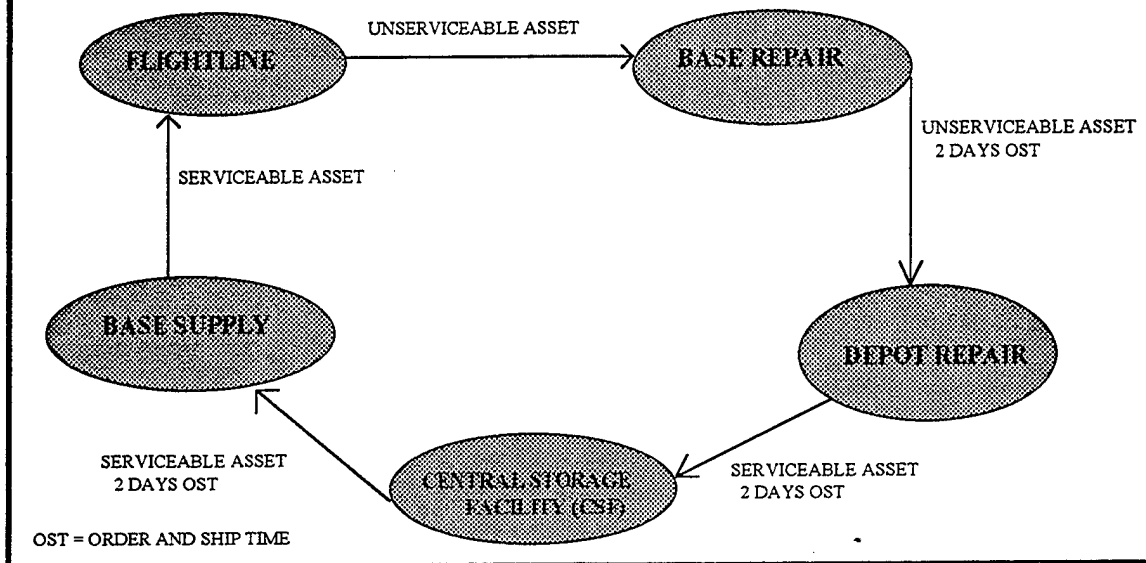 UNSERVICEABLE ASSET
FLIGHTLINE
BASE REPAIR
UNSERVICEABLE ASSET
2 DAYS OST
SERVICEABLE ASSET
BASE SUPPLY
DEPOT REPAIR
SERVICEABLE ASSET
2 DAYS OST
CENTRAL STORAGE
FACILITY (CSF)
SERVICEABLE ASSET
2 DAYS OST
OST = ORDER AND SHIP TIME